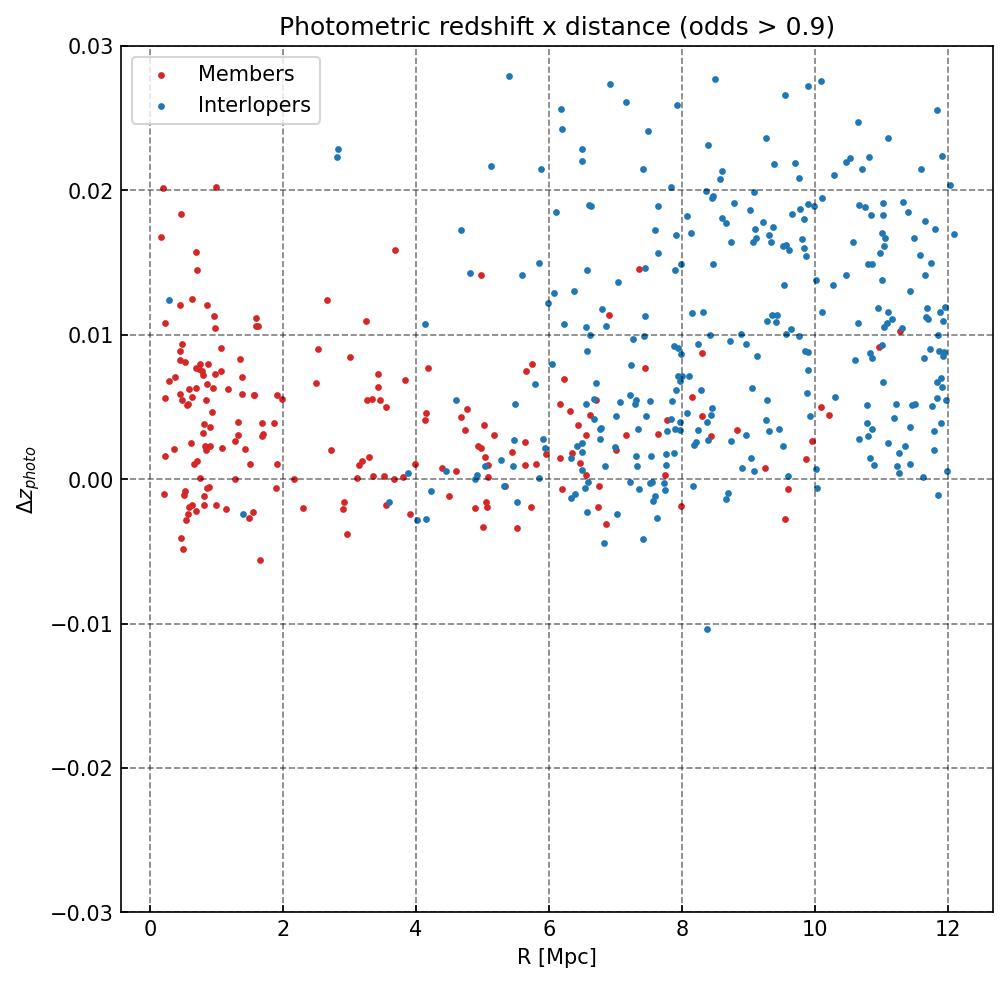 Photometric redshift x distance (odds > 0.9)
Members
Interlopers
0.03
0.02
0.01
0.00
−0.01
−0.02
−0.03
Δz_photo
0 2 4 6 8 10 12
R [Mpc]